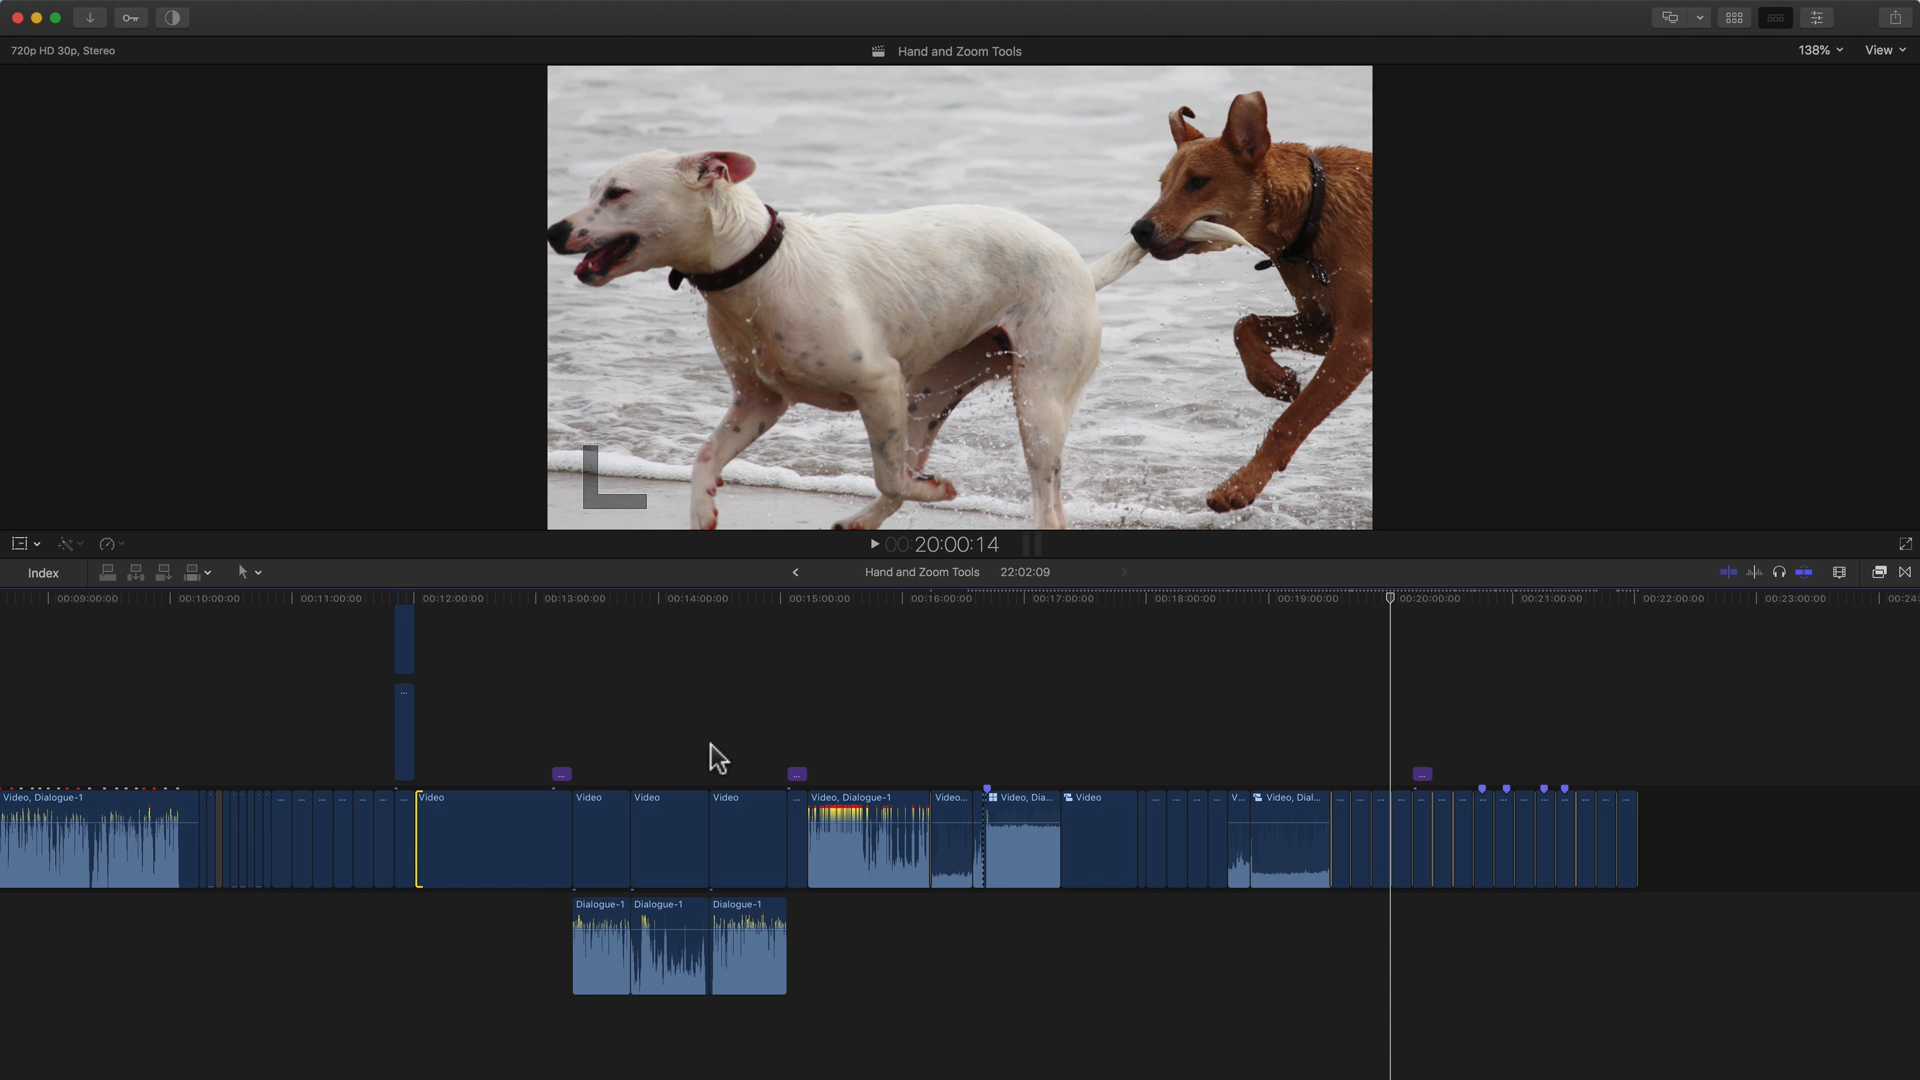 720p HD 30p, Stereo
Hand and Zoom Tools
138%
View
00:20:00:14
Index
Hand and Zoom Tools
22:02:09
00:09:00:00
00:10:00:00
00:11:00:00
00:12:00:00
00:13:00:00
00:14:00:00
00:15:00:00
00:16:00:00
00:17:00:00
00:18:00:00
00:19:00:00
00:20:00:00
00:21:00:00
00:22:00:00
00:23:00:00
00:24:
Video, Dialogue-1
Video
Video
Video
Video
Video, Dialogue-1
Video...
Video, Dia...
Video
V...
Video, Dial...
Dialogue-1
Dialogue-1
Dialogue-1